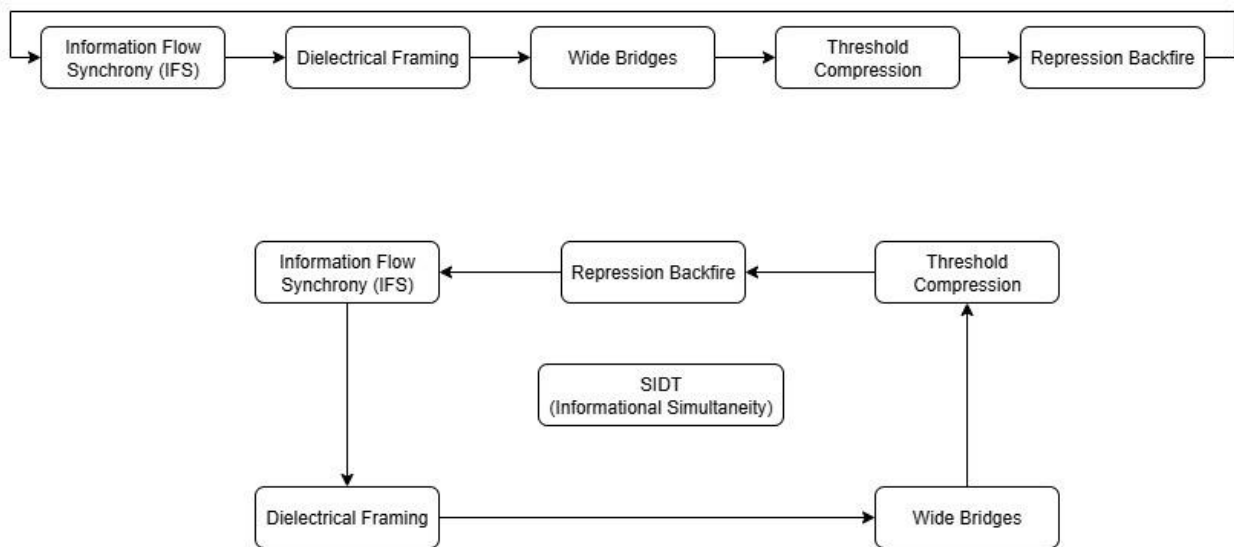 Information Flow
Synchrony (IFS)
Dielectrical Framing
Wide Bridges
Threshold
Compression
Repression Backfire
Information Flow
Synchrony (IFS)
Repression Backfire
Threshold
Compression
SIDT
(Informational Simultaneity)
Dielectrical Framing
Wide Bridges